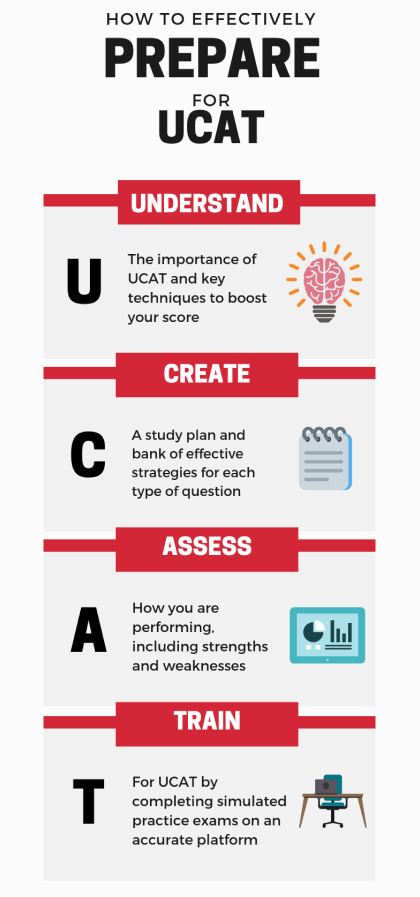 HOW TO EFFECTIVELY
PREPARE
FOR
UCAT
UNDERSTAND
U
The importance of
UCAT and key
techniques to boost
your score
CREATE
C
A study plan and
bank of effective
strategies for each
type of question
ASSESS
A
How you are
performing,
including strengths
and weaknesses
TRAIN
T
For UCAT by
completing simulated
practice exams on an
accurate platform